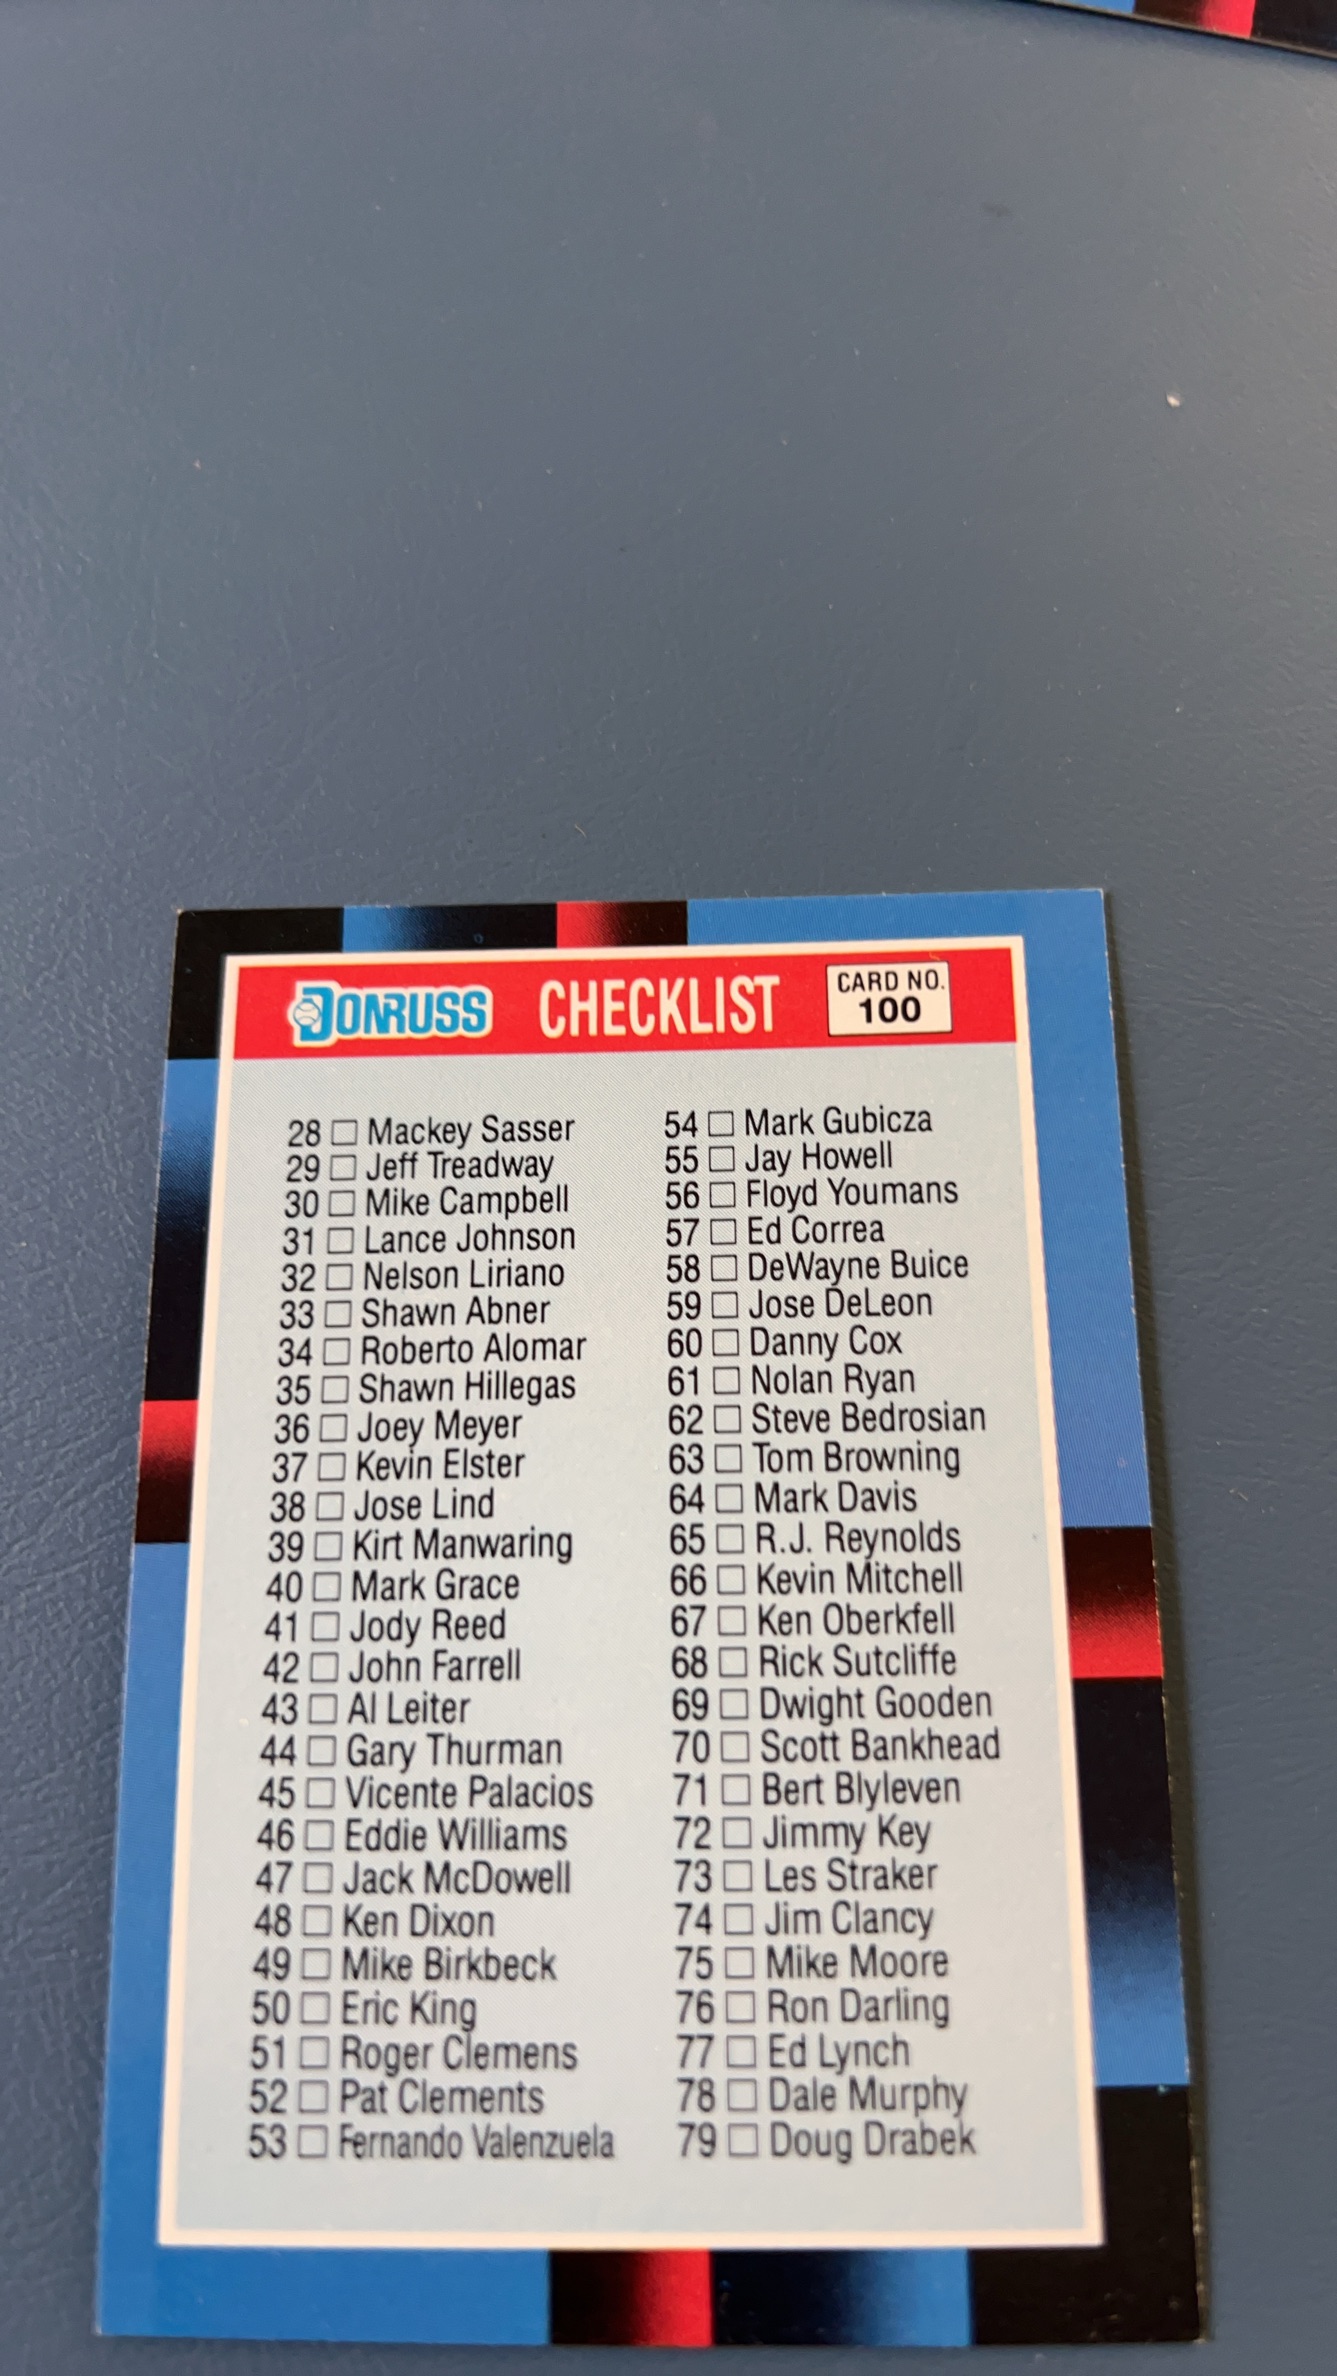 DONRUSS CHECKLIST CARD NO. 100
28 □ Mackey Sasser
29 □ Jeff Treadway
30 □ Mike Campbell
31 □ Lance Johnson
32 □ Nelson Liriano
33 □ Shawn Abner
34 □ Roberto Alomar
35 □ Shawn Hillegas
36 □ Joey Meyer
37 □ Kevin Elster
38 □ Jose Lind
39 □ Kirt Manwaring
40 □ Mark Grace
41 □ Jody Reed
42 □ John Farrell
43 □ Al Leiter
44 □ Gary Thurman
45 □ Vicente Palacios
46 □ Eddie Williams
47 □ Jack McDowell
48 □ Ken Dixon
49 □ Mike Birkbeck
50 □ Eric King
51 □ Roger Clemens
52 □ Pat Clements
53 □ Fernando Valenzuela
54 □ Mark Gubicza
55 □ Jay Howell
56 □ Floyd Youmans
57 □ Ed Correa
58 □ DeWayne Buice
59 □ Jose DeLeon
60 □ Danny Cox
61 □ Nolan Ryan
62 □ Steve Bedrosian
63 □ Tom Browning
64 □ Mark Davis
65 □ R.J. Reynolds
66 □ Kevin Mitchell
67 □ Ken Oberkfell
68 □ Rick Sutcliffe
69 □ Dwight Gooden
70 □ Scott Bankhead
71 □ Bert Blyleven
72 □ Jimmy Key
73 □ Les Straker
74 □ Jim Clancy
75 □ Mike Moore
76 □ Ron Darling
77 □ Ed Lynch
78 □ Dale Murphy
79 □ Doug Drabek